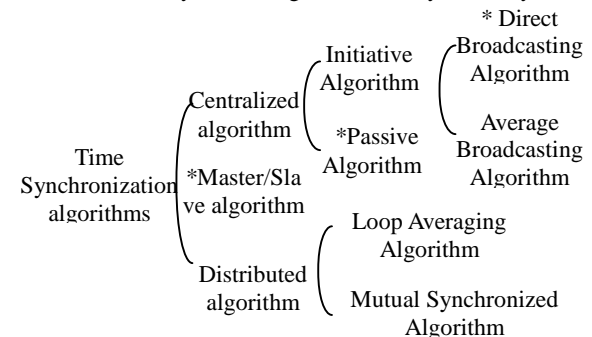 * Direct
Broadcasting
Algorithm
Initiative
Algorithm
Centralized
algorithm
*Passive
Algorithm
Average
Broadcasting
Algorithm
Time
Synchronization
algorithms
*Master/Sla
ve algorithm
Loop Averaging
Algorithm
Distributed
algorithm
Mutual Synchronized
Algorithm